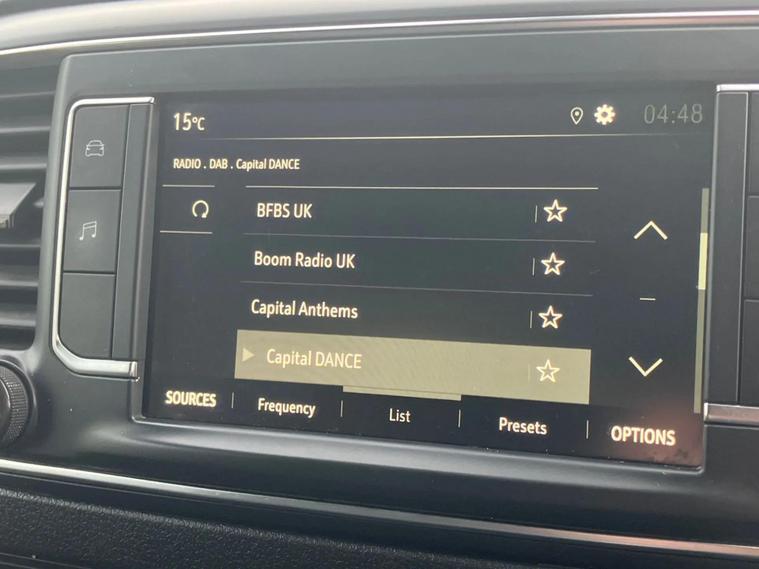 15°C
04:48
RADIO . DAB . Capital DANCE
BFBS UK
Boom Radio UK
Capital Anthems
Capital DANCE
SOURCES
Frequency
List
Presets
OPTIONS